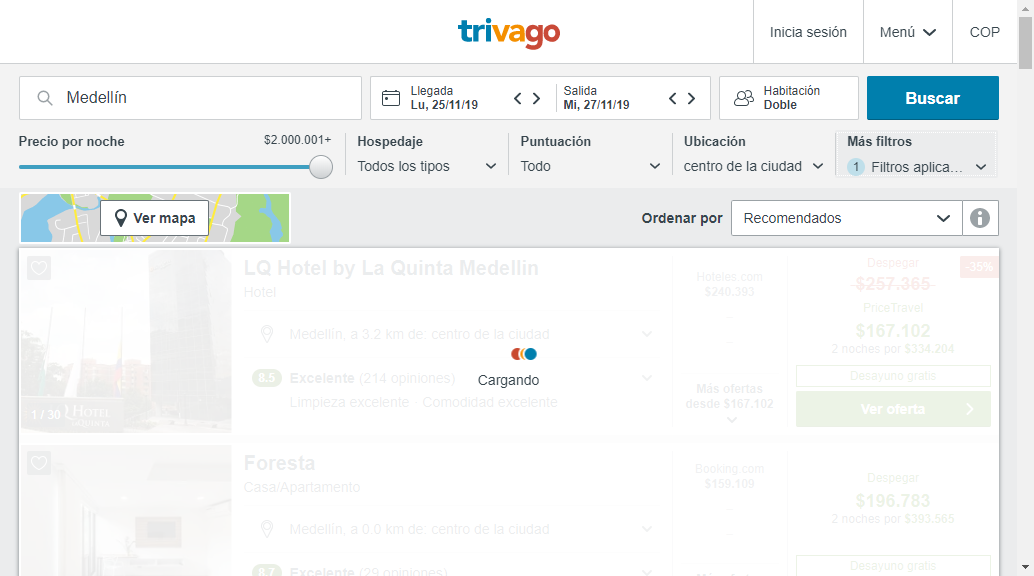 trivago
Inicia sesión
Menú
COP
Medellín
Llegada
Lu, 25/11/19
Salida
Mi, 27/11/19
Habitación
Doble
Buscar
Precio por noche
$2.000.001+
Hospedaje
Todos los tipos
Puntuación
Todo
Ubicación
centro de la ciudad
Más filtros
1 Filtros aplica...
Ver mapa
Ordenar por
Recomendados
LQ Hotel by La Quinta Medellin
Hotel
Medellín, a 3.2 km de: centro de la ciudad
8.5 Excelente (214 opiniones)
Limpieza excelente · Comodidad excelente
1 / 30
Hoteles.com
$240.393
Más ofertas
desde $167.102
Despegar
$257.365
-35%
PriceTravel
$167.102
2 noches por $334.204
Desayuno gratis
Ver oferta
Cargando
Foresta
Casa/Apartamento
Medellín, a 0.0 km de: centro de la ciudad
8.7 Excelente (29 opiniones)
Booking.com
$159.109
Más ofertas
Despegar
$196.783
2 noches por $393.565
Desayuno gratis